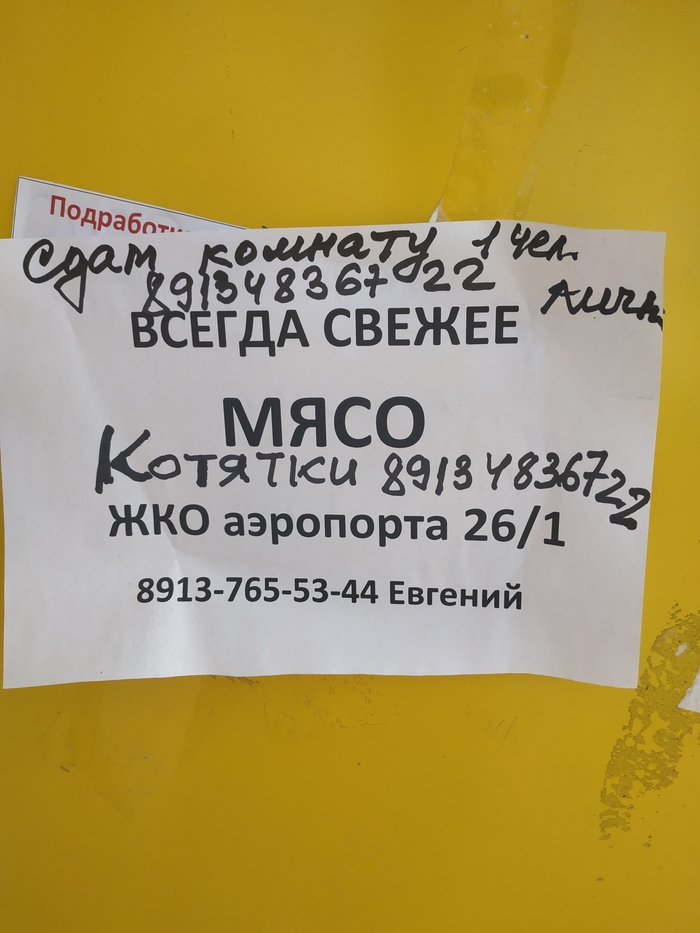 Подработк
Сдам комнату 1 чел.
89134836722
ВСЕГДА СВЕЖЕЕ
МЯСО
Котятки 89134836722
ЖКО аэропорта 26/1
8913-765-53-44 Евгений